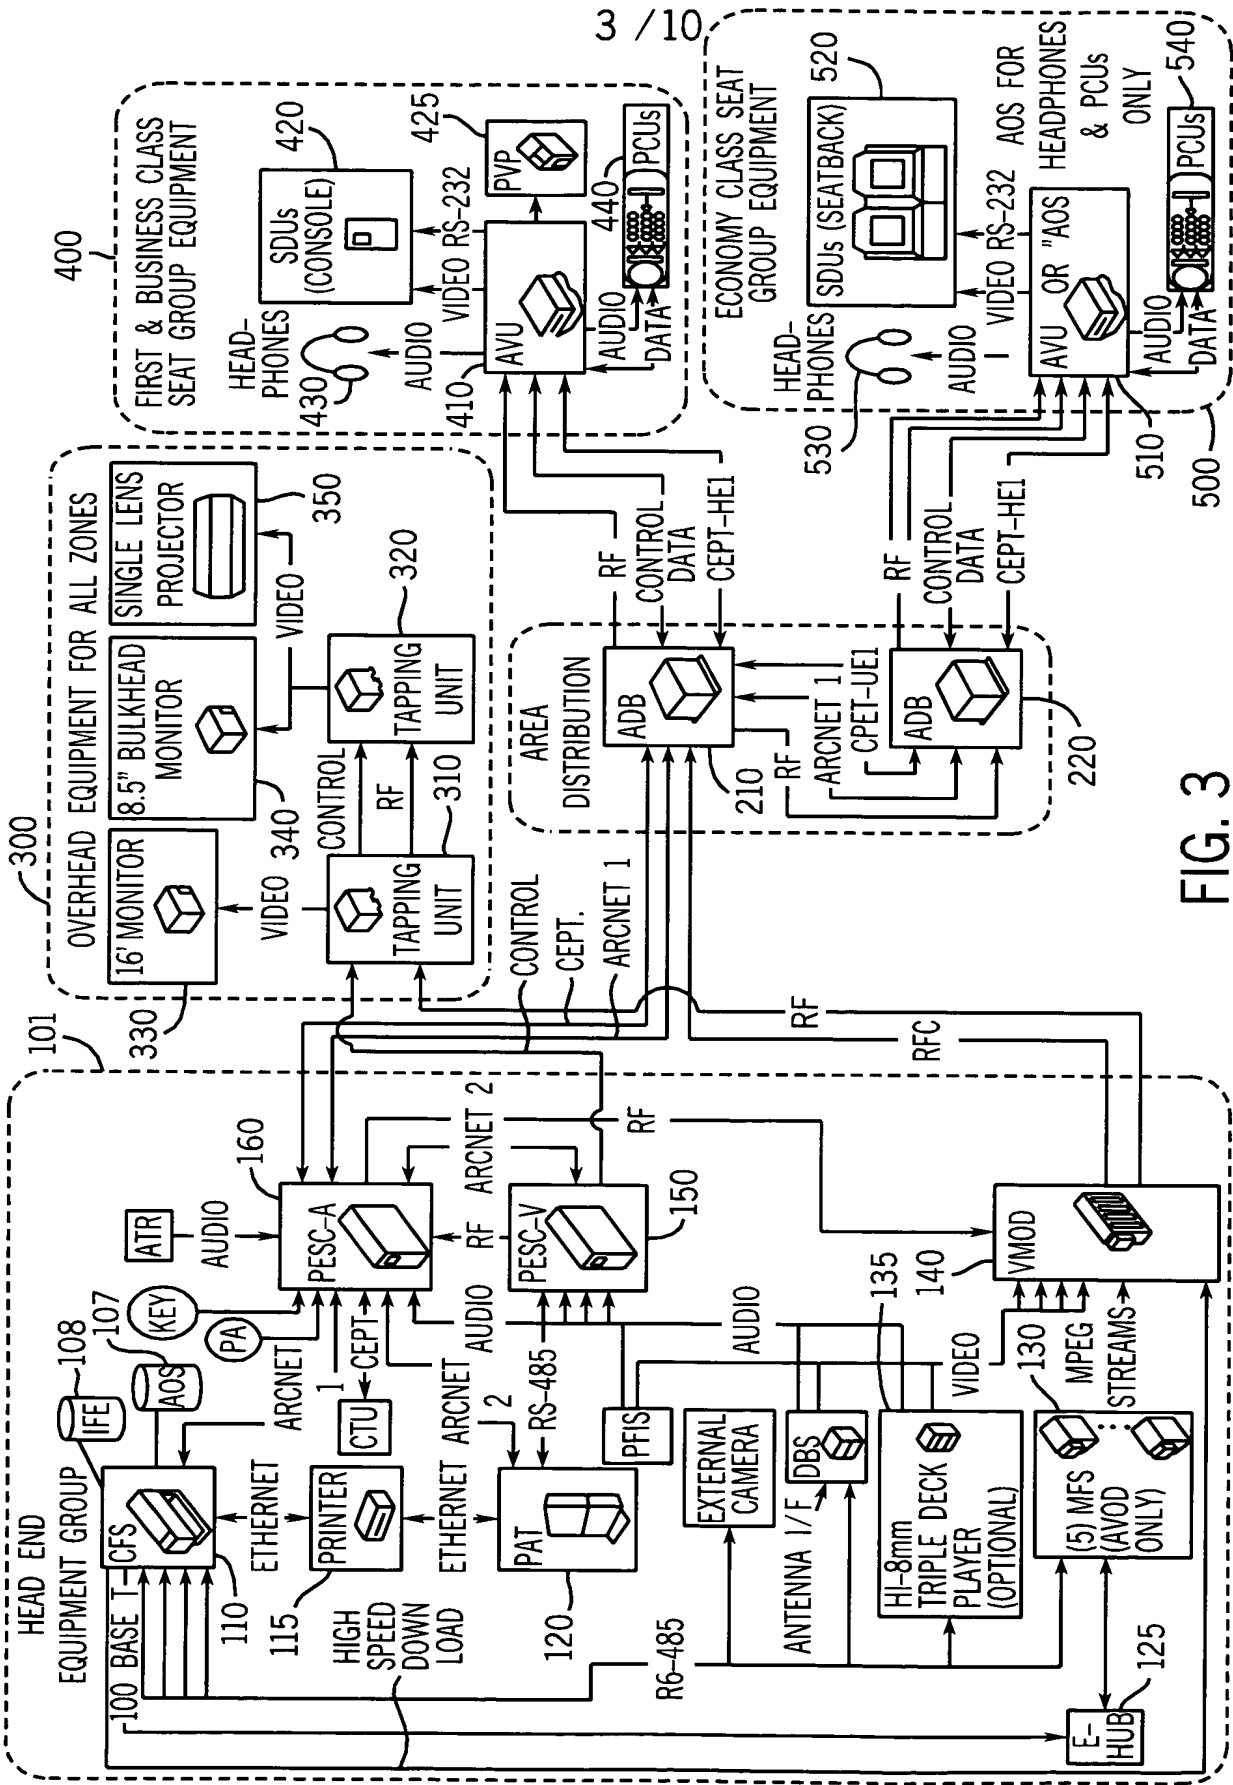 3 /10
HEAD END
EQUIPMENT GROUP
101
IFE
108
AOS
107
KEY
PA
ATR
AUDIO
160
100 BASE T
CFS
110
ARCNET
1
ETHERNET
PRINTER
115
CTU
CEPT
PESC-A
HIGH
SPEED
DOWN
LOAD
ETHERNET
ARCNET
2
AUDIO
RF
ARCNET 2
PAT
120
RS-485
PESC-V
150
RF
R6-485
PFIS
EXTERNAL
CAMERA
AUDIO
ANTENNA I/F
DBS
135
HI-8mm
TRIPLE DECK
PLAYER
(OPTIONAL)
VIDEO
140
VMOD
130
MPEG
STREAMS
(5) MFS
(AVOD
ONLY)
E-
HUB
125
300
OVERHEAD EQUIPMENT FOR ALL ZONES
16' MONITOR
330
8.5" BULKHEAD
MONITOR
340
SINGLE LENS
PROJECTOR
350
VIDEO
VIDEO
TAPPING
UNIT
310
CONTROL
RF
TAPPING
UNIT
320
CONTROL
CEPT.
ARCNET 1
RFC
RF
AREA
DISTRIBUTION
ADB
210
RF
ARCNET 1
CPET-UE1
ADB
220
RF
CONTROL
DATA
CEPT-HE1
RF
CONTROL
DATA
CEPT-HE1
400
FIRST & BUSINESS CLASS
SEAT GROUP EQUIPMENT
HEAD-
PHONES
430
SDUs
(CONSOLE)
420
AUDIO
VIDEO
RS-232
PVP
425
410
AVU
440
AUDIO
DATA
PCUs
ECONOMY CLASS SEAT
GROUP EQUIPMENT
HEAD-
PHONES
530
SDUs (SEATBACK)
520
AUDIO
VIDEO
RS-232
AOS FOR
HEADPHONES
& PCUs
ONLY
AVU OR "AOS
510
AUDIO
DATA
PCUs
540
500
FIG. 3